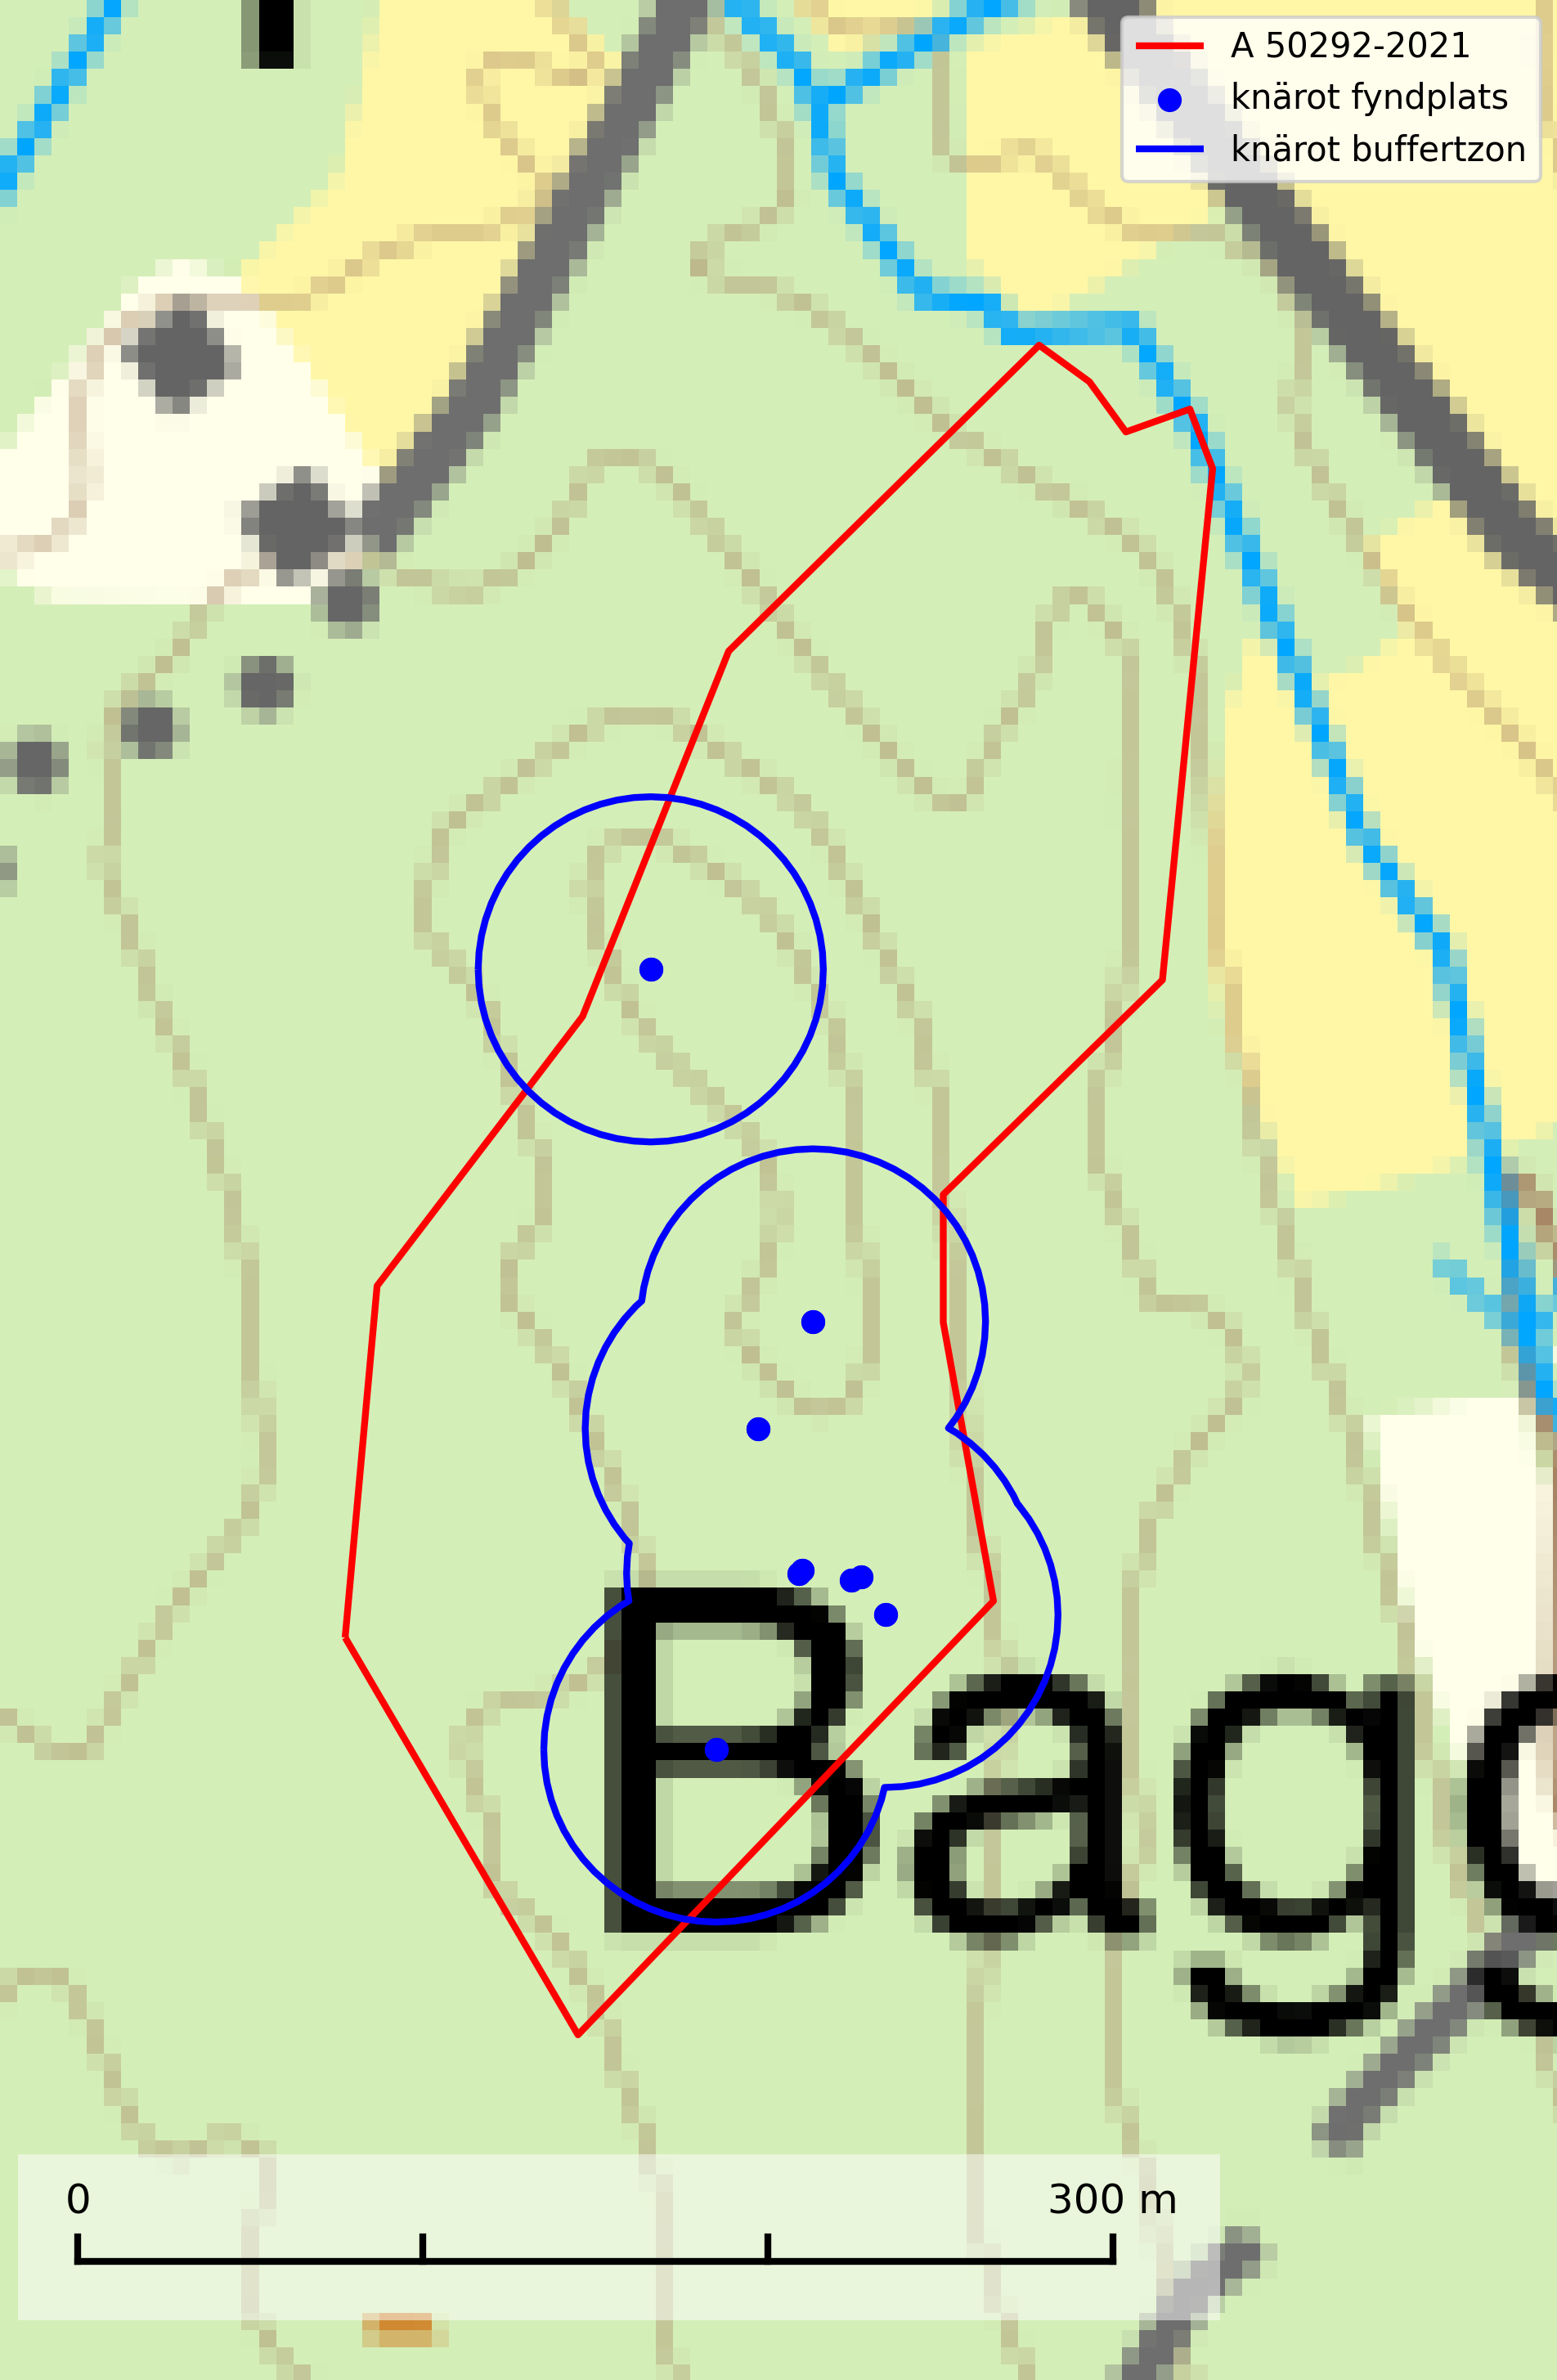 A 50292-2021
knärot fyndplats
knärot buffertzon
Bag
0 300 m